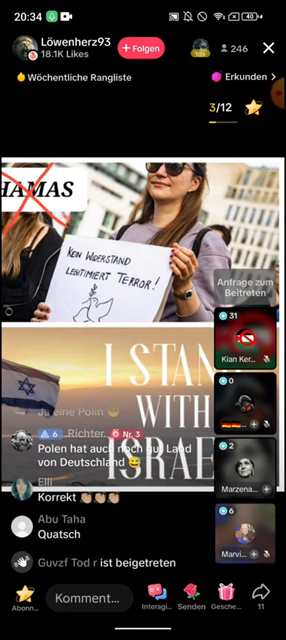 20:34
40
Löwenherz93
18.1K Likes
+ Folgen
246
Wöchentliche Rangliste
Erkunden >
3/12
HAMAS
KEIN WIDERSTAND
LEGITIMIERT TERROR!
Anfrage zum
Beitreten
31
Kian Ker...
I STAN
WITH
ISRAE
0
Ja eine Polin
6 Richter. Nr. 3
Polen hat auch noch gut Land
von Deutschland
2
Marzena...
Elli
Korrekt
Abu Taha
Quatsch
6
Marvi...
Guvzf Tod r ist beigetreten
Komment...
Abonn...
Interagi...
Senden
Gesche...
11